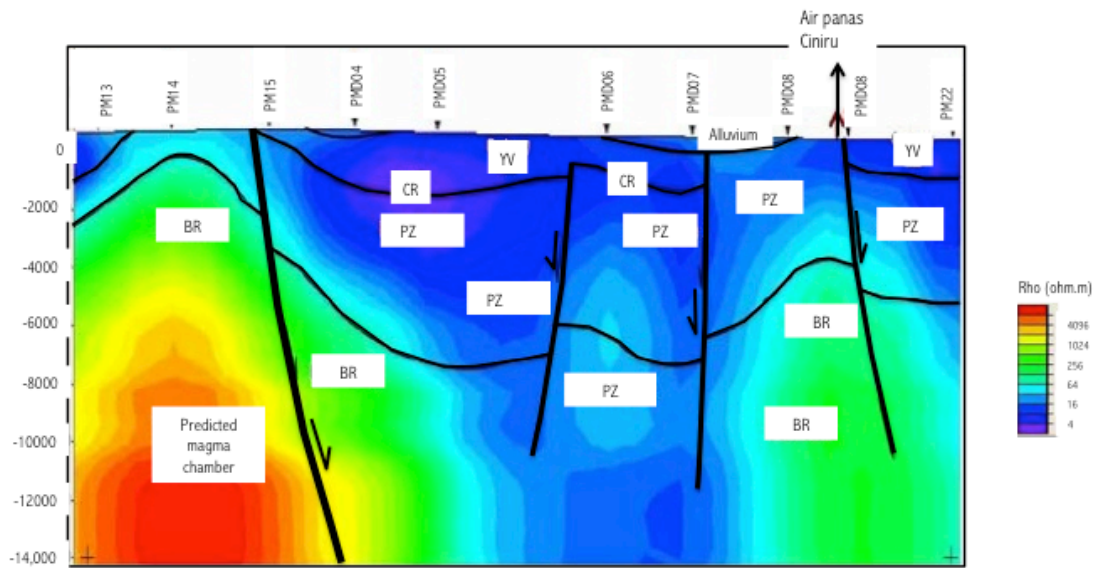 Air panas
Ciniru
PM13
PM14
PM15
PMD04
PMD05
PMD06
PMD07
PMD08
PMD08
PM22
Alluvium
YV
YV
CR
CR
PZ
PZ
PZ
PZ
PZ
PZ
BR
BR
BR
BR
Predicted
magma
chamber
0
-2000
-4000
-6000
-8000
-10000
-12000
-14,000
Rho (ohm.m)
4096
1024
256
64
16
4